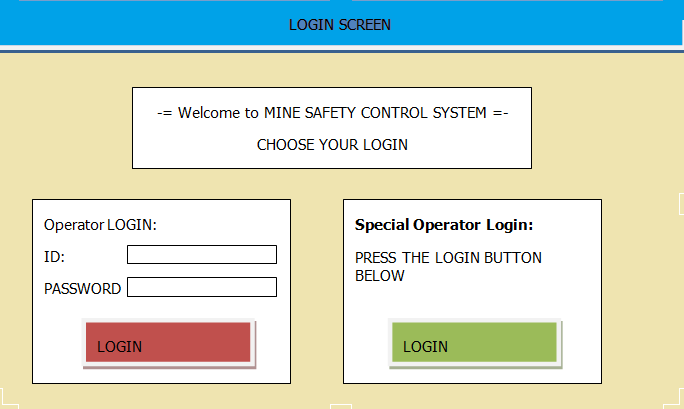 LOGIN SCREEN
-= Welcome to MINE SAFETY CONTROL SYSTEM =-
CHOOSE YOUR LOGIN
Operator LOGIN:
ID:
PASSWORD
LOGIN
Special Operator Login:
PRESS THE LOGIN BUTTON
BELOW
LOGIN